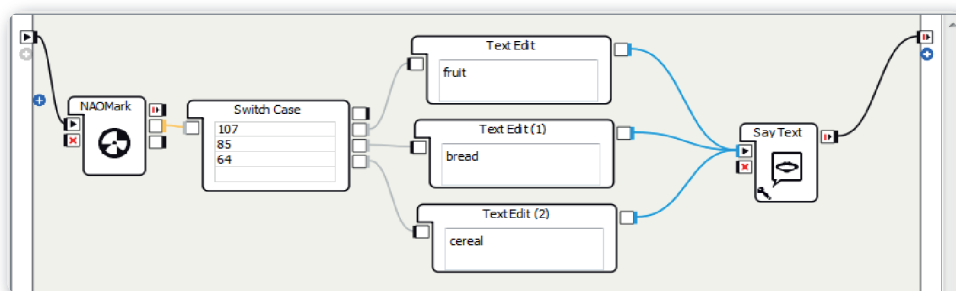 NAOMark
Switch Case
107
85
64
Text Edit
fruit
Text Edit (1)
bread
Text Edit (2)
cereal
Say Text